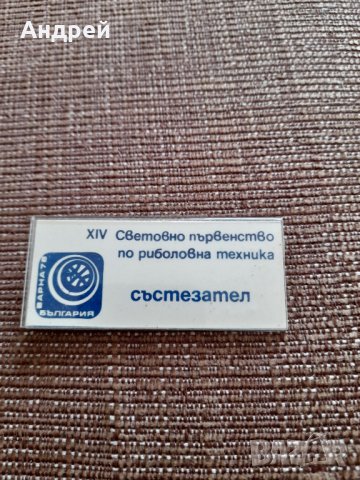 Андрей
XIV Световно първенство
по риболовна техника
състезател
ВАРНА·78
БЪЛГАРИЯ